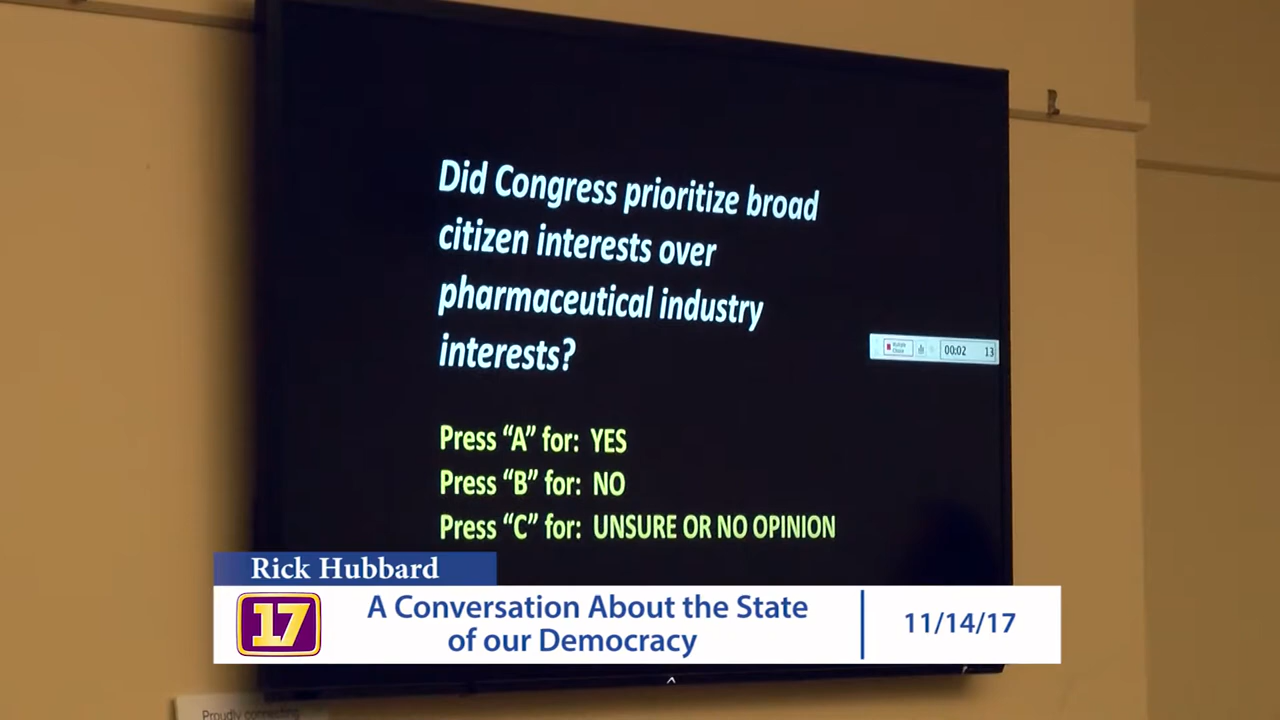 Did Congress prioritize broad
citizen interests over
pharmaceutical industry
interests?
00:02 13
Press “A” for: YES
Press “B” for: NO
Press “C” for: UNSURE OR NO OPINION
Rick Hubbard
17
A Conversation About the State
of our Democracy
11/14/17
Proudly connecting